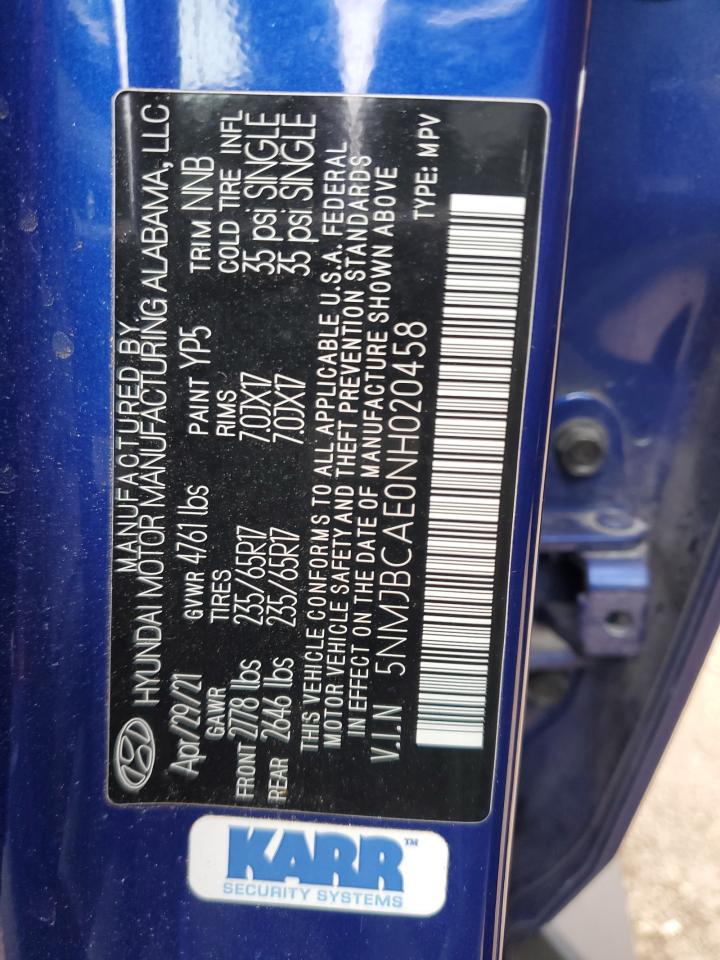 MANUFACTURED BY
HYUNDAI MOTOR MANUFACTURING ALABAMA, LLC
Apr/29/21 GVWR 4761 lbs PAINT YP5 TRIM NNB
GAWR TIRES RIMS COLD TIRE INFL
FRONT 2778 lbs 235/65R17 7.0JX17 35 psi SINGLE
REAR 2646 lbs 235/65R17 7.0JX17 35 psi SINGLE
THIS VEHICLE CONFORMS TO ALL APPLICABLE U.S.A. FEDERAL
MOTOR VEHICLE SAFETY AND THEFT PREVENTION STANDARDS
IN EFFECT ON THE DATE OF MANUFACTURE SHOWN ABOVE
V.I.N 5NMJBCAE0NH020458
TYPE: MPV
KARR™
SECURITY SYSTEMS